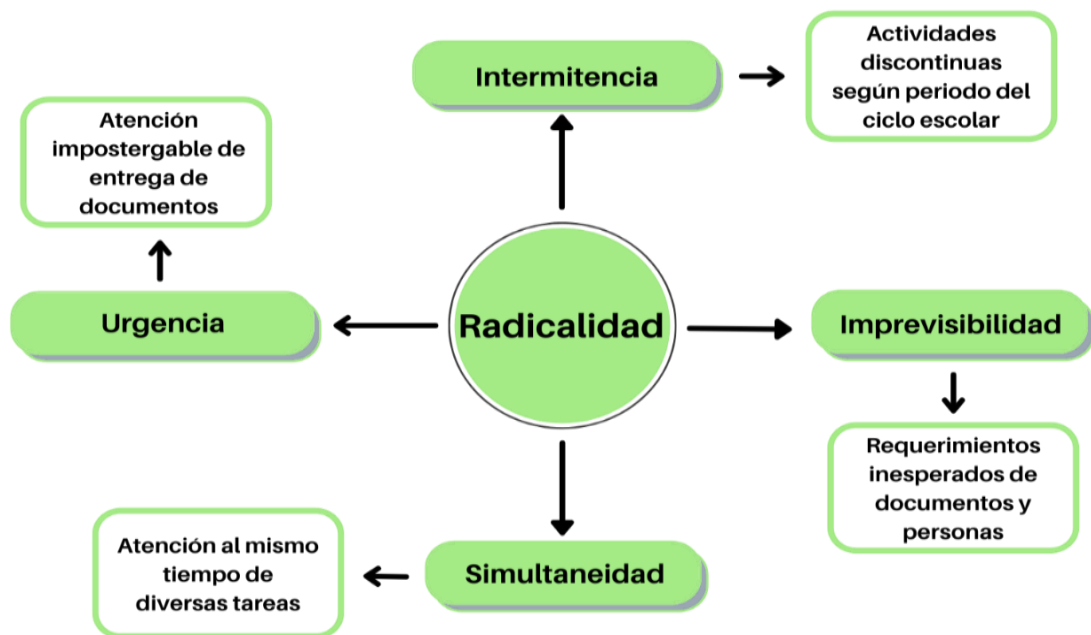 Intermitencia
Actividades
discontinuas
según periodo del
ciclo escolar
Atención
impostergable de
entrega de
documentos
Urgencia
Radicalidad
Imprevisibilidad
Requerimientos
inesperados de
documentos y
personas
Atención al mismo
tiempo de
diversas tareas
Simultaneidad